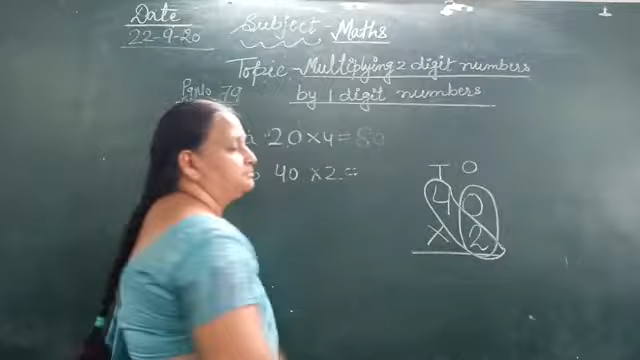 Date
22-9-20
Subject - Maths
Topic - Multiplying 2 digit numbers
by 1 digit numbers
Pg No 79
20 x 4 = 80
40 x 2 =
T O
4 0
x 2